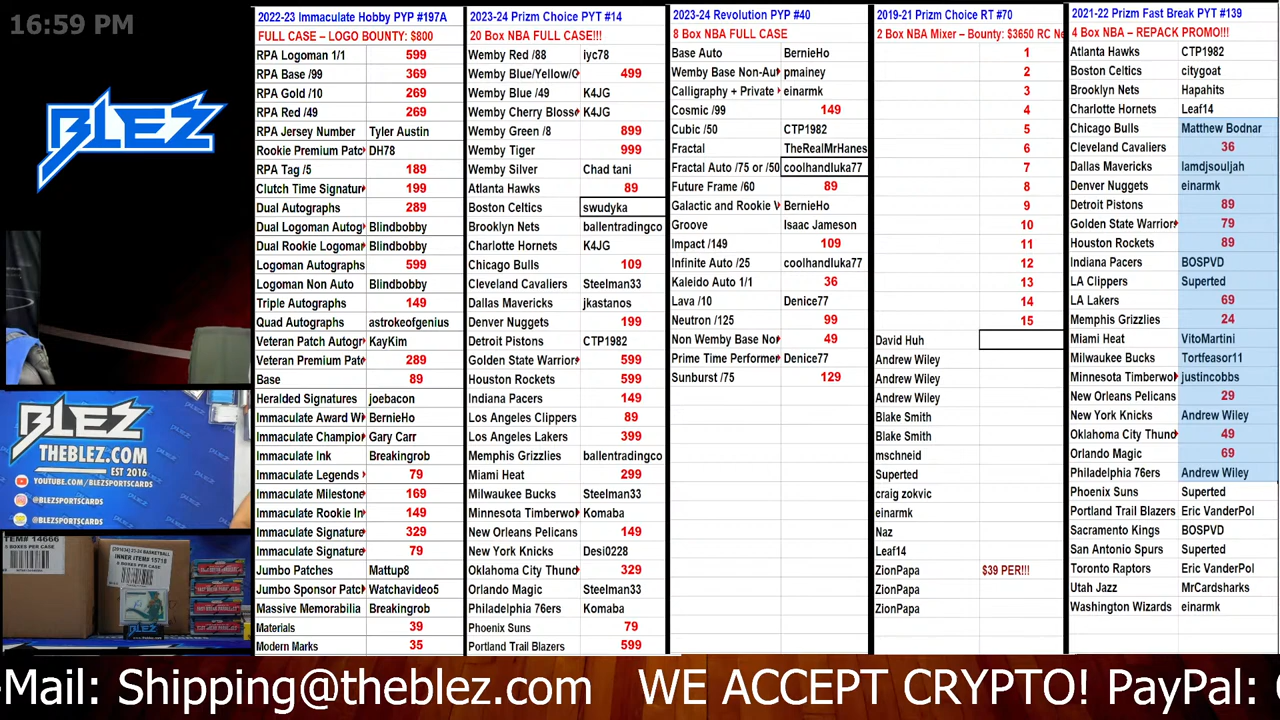 16:59 PM
BLEZ
BLEZ
THEBLEZ.COM
EST 2016
YOUTUBE.COM/BLEZSPORTSCARDS
@BLEZSPORTSCARDS
@BLEZSPORTSCARDS
ITEM# 14666
INNER ITEM# 15718
2022-23 Immaculate Hobby PYP #197A
FULL CASE – LOGO BOUNTY: $800
RPA Logoman 1/1 599
RPA Base /99 369
RPA Gold /10 269
RPA Red /49 269
RPA Jersey Number Tyler Austin
Rookie Premium Patc DH78
RPA Tag /5 189
Clutch Time Signatur 199
Dual Autographs 289
Dual Logoman Autog Blindbobby
Dual Rookie Logomar Blindbobby
Logoman Autographs 599
Logoman Non Auto Blindbobby
Triple Autographs 149
Quad Autographs astrokeofgenius
Veteran Patch Autogr KayKim
Veteran Premium Pat 289
Base 89
Heralded Signatures joebacon
Immaculate Award Wi BernieHo
Immaculate Champio Gary Carr
Immaculate Ink Breakingrob
Immaculate Legends 79
Immaculate Milestone 169
Immaculate Rookie In 149
Immaculate Signature 329
Immaculate Signature 79
Jumbo Patches Mattup8
Jumbo Sponsor Patch Watchavideo5
Massive Memorabilia Breakingrob
Materials 39
Modern Marks 35
2023-24 Prizm Choice PYT #14
20 Box NBA FULL CASE!!!
Wemby Red /88 iyc78
Wemby Blue/Yellow/G 499
Wemby Blue /49 K4JG
Wemby Cherry Blosso K4JG
Wemby Green /8 899
Wemby Tiger 999
Wemby Silver Chad tani
Atlanta Hawks 89
Boston Celtics swudyka
Brooklyn Nets ballentradingco
Charlotte Hornets K4JG
Chicago Bulls 109
Cleveland Cavaliers Steelman33
Dallas Mavericks jkastanos
Denver Nuggets 199
Detroit Pistons CTP1982
Golden State Warrior 599
Houston Rockets 599
Indiana Pacers 149
Los Angeles Clippers 89
Los Angeles Lakers 399
Memphis Grizzlies ballentradingco
Miami Heat 299
Milwaukee Bucks Steelman33
Minnesota Timberwo Komaba
New Orleans Pelicans 149
New York Knicks Desi0228
Oklahoma City Thund 329
Orlando Magic Steelman33
Philadelphia 76ers Komaba
Phoenix Suns 79
Portland Trail Blazers 599
2023-24 Revolution PYP #40
8 Box NBA FULL CASE
Base Auto BernieHo
Wemby Base Non-Au pmainey
Calligraphy + Private einarmk
Cosmic /99 149
Cubic /50 CTP1982
Fractal TheRealMrHanes
Fractal Auto /75 or /50 coolhandluka77
Future Frame /60 89
Galactic and Rookie V BernieHo
Groove Isaac Jameson
Impact /149 109
Infinite Auto /25 coolhandluka77
Kaleido Auto 1/1 36
Lava /10 Denice77
Neutron /125 99
Non Wemby Base No 49
Prime Time Performer Denice77
Sunburst /75 129
2019-21 Prizm Choice RT #70
2 Box NBA Mixer – Bounty: $3650 RC Ne
1
2
3
4
5
6
7
8
9
10
11
12
13
14
15
David Huh
Andrew Wiley
Andrew Wiley
Andrew Wiley
Blake Smith
Blake Smith
mschneid
Superted
craig zokvic
einarmk
Naz
Leaf14
ZionPapa $39 PER!!!
ZionPapa
ZionPapa
2021-22 Prizm Fast Break PYT #139
4 Box NBA – REPACK PROMO!!!
Atlanta Hawks CTP1982
Boston Celtics citygoat
Brooklyn Nets Hapahits
Charlotte Hornets Leaf14
Chicago Bulls Matthew Bodnar
Cleveland Cavaliers 36
Dallas Mavericks Iamdjsouljah
Denver Nuggets einarmk
Detroit Pistons 89
Golden State Warrior 79
Houston Rockets 89
Indiana Pacers BOSPVD
LA Clippers Superted
LA Lakers 69
Memphis Grizzlies 24
Miami Heat VitoMartini
Milwaukee Bucks Tortfeasor11
Minnesota Timberwo justincobbs
New Orleans Pelicans 29
New York Knicks Andrew Wiley
Oklahoma City Thunc 49
Orlando Magic 69
Philadelphia 76ers Andrew Wiley
Phoenix Suns Superted
Portland Trail Blazers Eric VanderPol
Sacramento Kings BOSPVD
San Antonio Spurs Superted
Toronto Raptors Eric VanderPol
Utah Jazz MrCardsharks
Washington Wizards einarmk
-Mail: Shipping@theblez.com WE ACCEPT CRYPTO! PayPal: